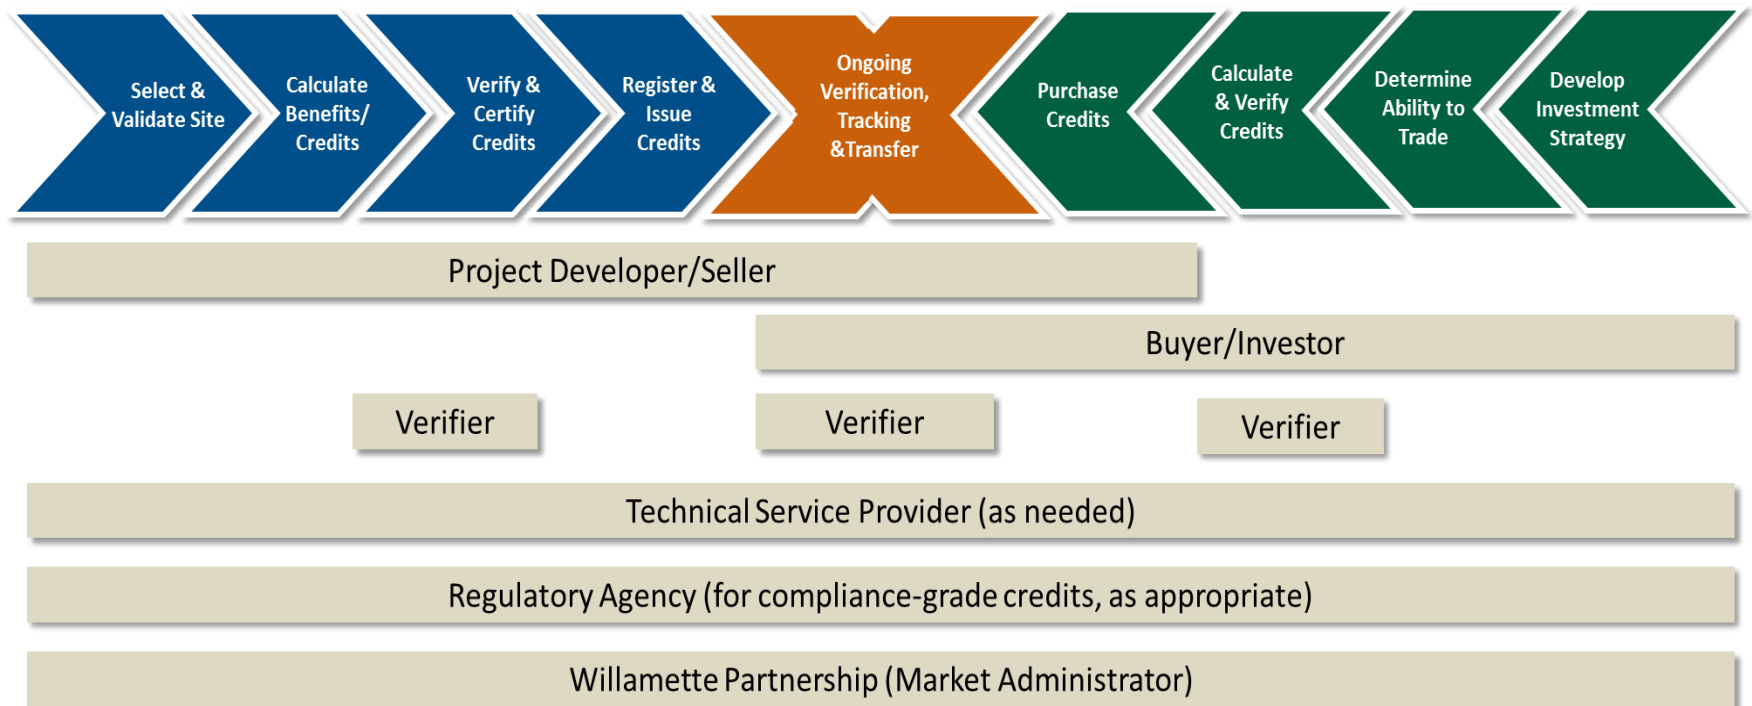 Select &
Validate Site
Calculate
Benefits/
Credits
Verify &
Certify
Credits
Register &
Issue
Credits
Ongoing
Verification,
Tracking
&Transfer
Purchase
Credits
Calculate
& Verify
Credits
Determine
Ability to
Trade
Develop
Investment
Strategy
Project Developer/Seller
Buyer/Investor
Verifier
Verifier
Verifier
Technical Service Provider (as needed)
Regulatory Agency (for compliance-grade credits, as appropriate)
Willamette Partnership (Market Administrator)